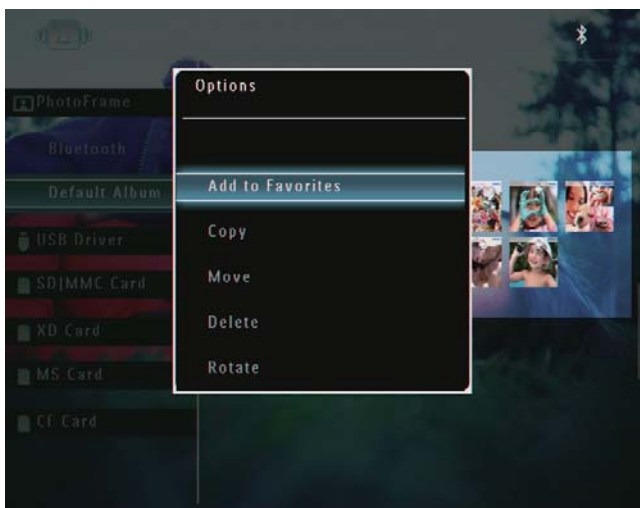 Options
PhotoFrame
Bluetooth
Default Album
USB Driver
SD|MMC Card
XD Card
MS Card
CF Card
Add to Favorites
Copy
Move
Delete
Rotate